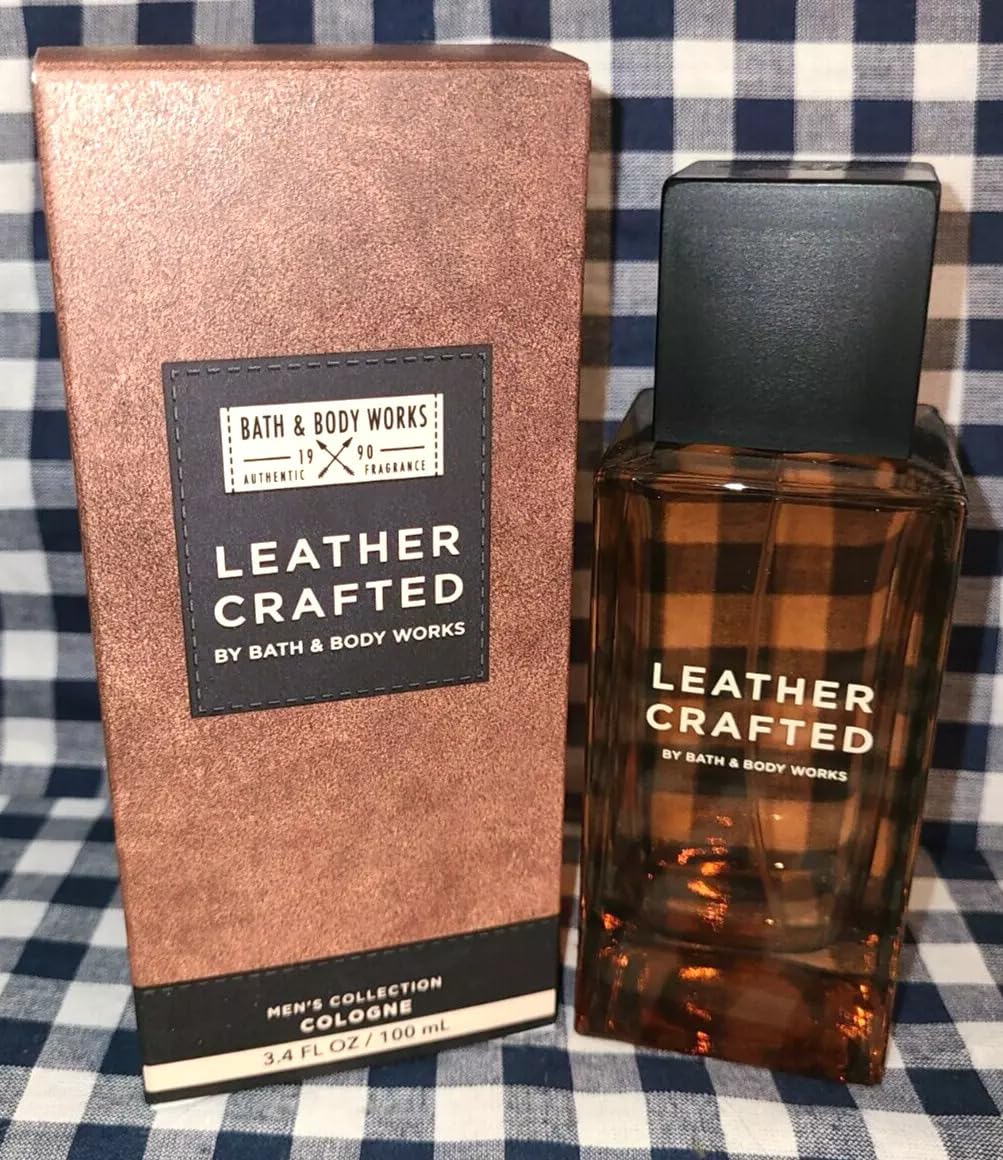 BATH & BODY WORKS
19 90
AUTHENTIC FRAGRANCE
LEATHER
CRAFTED
BY BATH & BODY WORKS
MEN'S COLLECTION
COLOGNE
3.4 FL OZ / 100 mL
LEATHER
CRAFTED
BY BATH & BODY WORKS